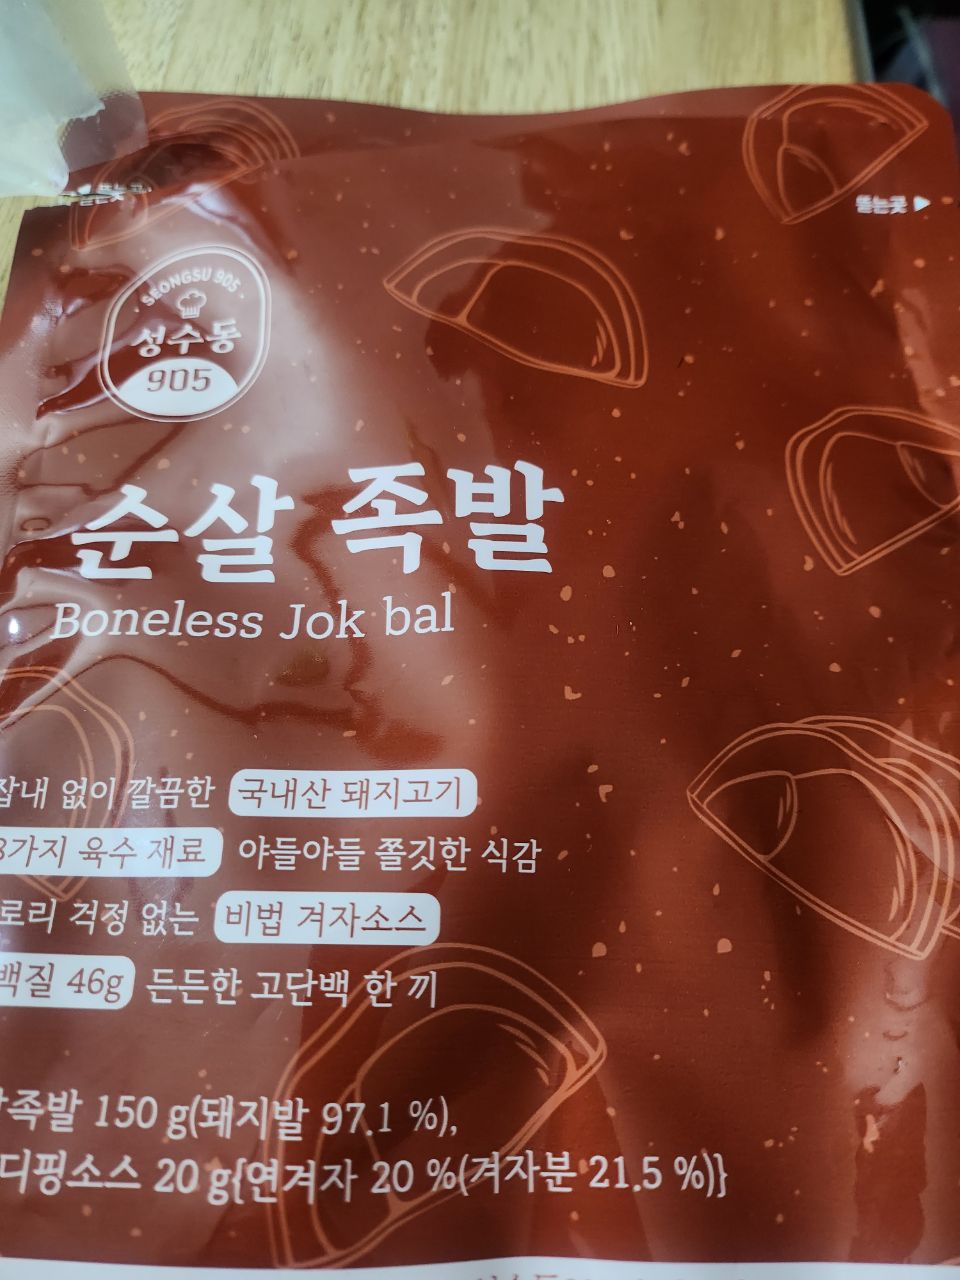 뜯는곳 ▶
SEONGSU 905
성수동
905
순살 족발
Boneless Jok bal
잡내 없이 깔끔한 국내산 돼지고기
8가지 육수 재료 야들야들 쫄깃한 식감
로리 걱정 없는 비법 겨자소스
백질 46g 든든한 고단백 한 끼
살족발 150 g(돼지발 97.1 %),
디핑소스 20 g{연겨자 20 %(겨자분 21.5 %)}